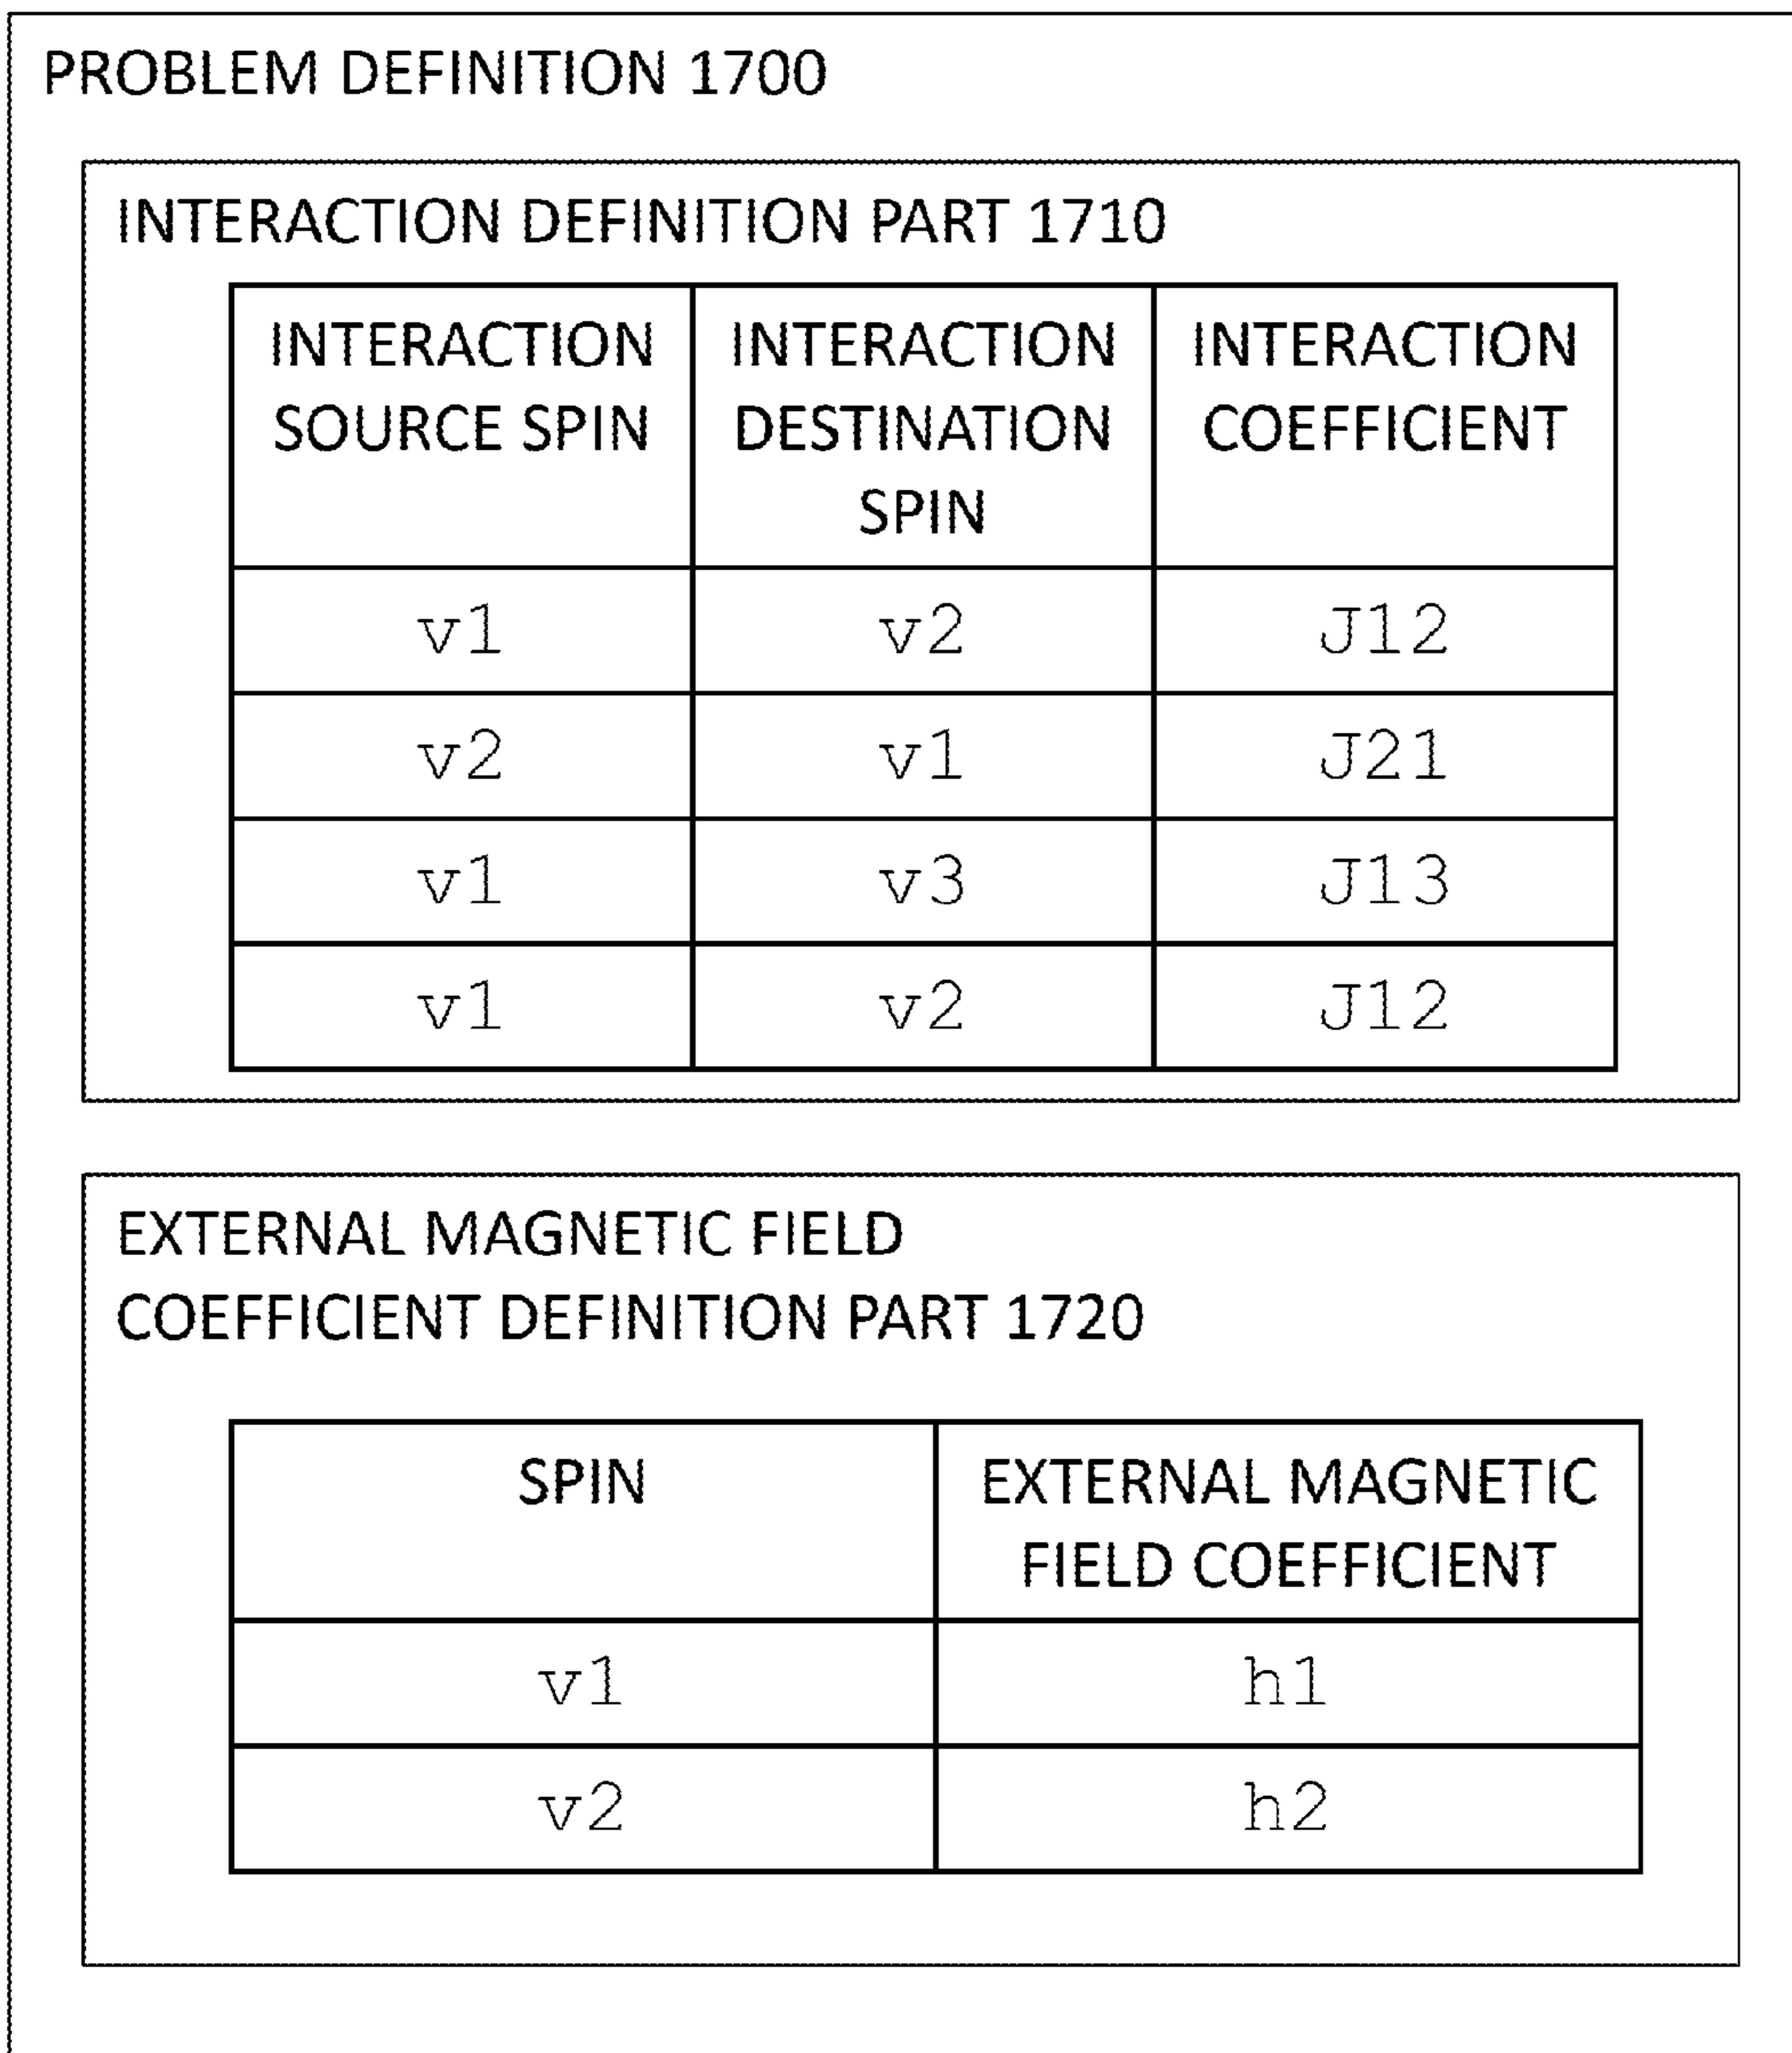 PROBLEM DEFINITION 1700
INTERACTION DEFINITION PART 1710
INTERACTION SOURCE SPIN
INTERACTION DESTINATION SPIN
INTERACTION COEFFICIENT
v1 v2 J12
v2 v1 J21
v1 v3 J13
v1 v2 J12
EXTERNAL MAGNETIC FIELD
COEFFICIENT DEFINITION PART 1720
SPIN
EXTERNAL MAGNETIC FIELD COEFFICIENT
v1 h1
v2 h2